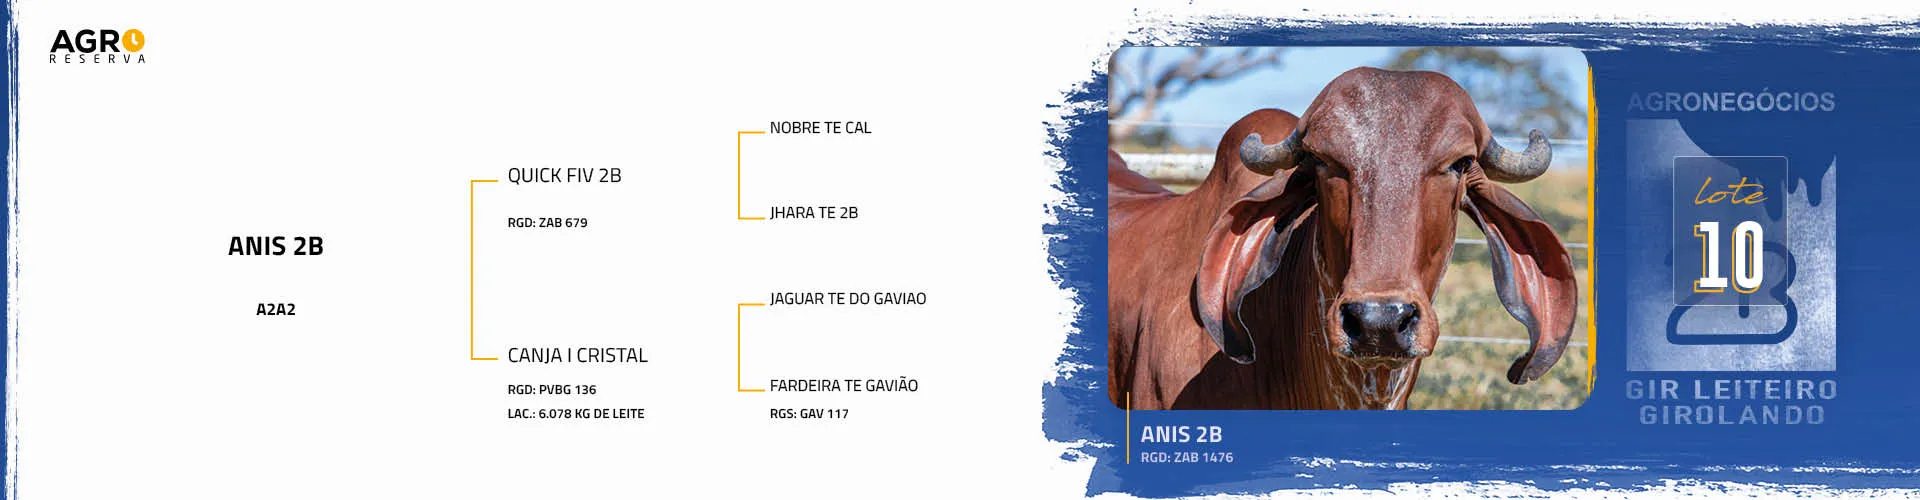 AGRO
RESERVA
ANIS 2B
A2A2
QUICK FIV 2B
RGD: ZAB 679
CANJA I CRISTAL
RGD: PVBG 136
LAC.: 6.078 KG DE LEITE
NOBRE TE CAL
JHARA TE 2B
JAGUAR TE DO GAVIAO
FARDEIRA TE GAVIÃO
RGS: GAV 117
ANIS 2B
RGD: ZAB 1476
AGRONEGÓCIOS
lote
10
2B
GIR LEITEIRO
GIROLANDO